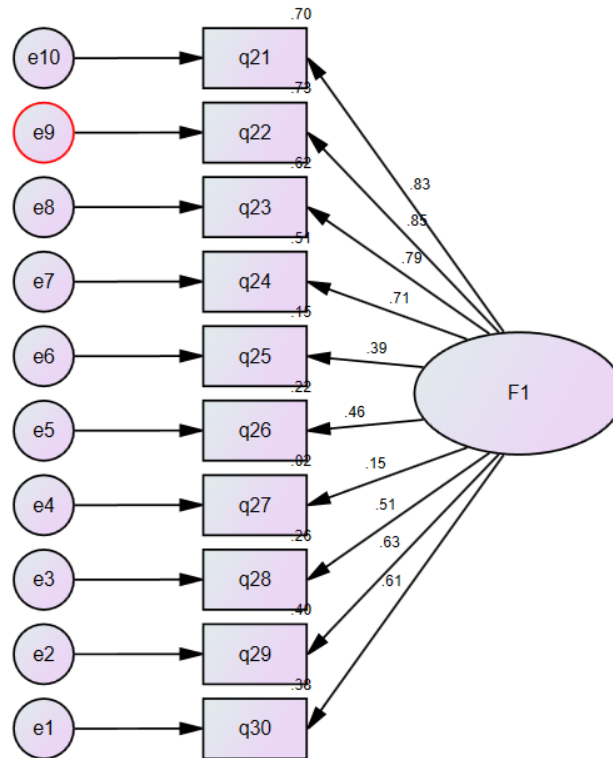 .70
e10 q21
.73
e9 q22
.83
.62
.85
e8 q23
.51
.79
e7 q24
.71
.15
.39
e6 q25
.22
F1
.46
e5 q26
.02
.15
e4 q27
.51
.26
.63
e3 q28
.61
.40
e2 q29
.38
e1 q30